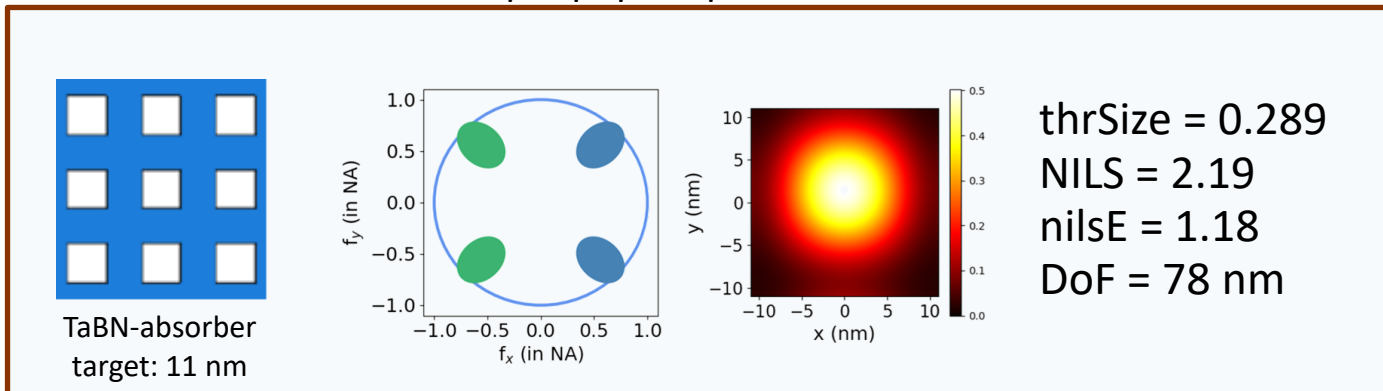 TaBN-absorber
target: 11 nm
1.0
0.5
0.0
−0.5
−1.0
f_y (in NA)
−1.0 −0.5 0.0 0.5 1.0
f_x (in NA)
10
5
0
−5
−10
y (nm)
−10 −5 0 5 10
x (nm)
0.5
0.4
0.3
0.2
0.1
0.0
thrSize = 0.289
NILS = 2.19
nilsE = 1.18
DoF = 78 nm